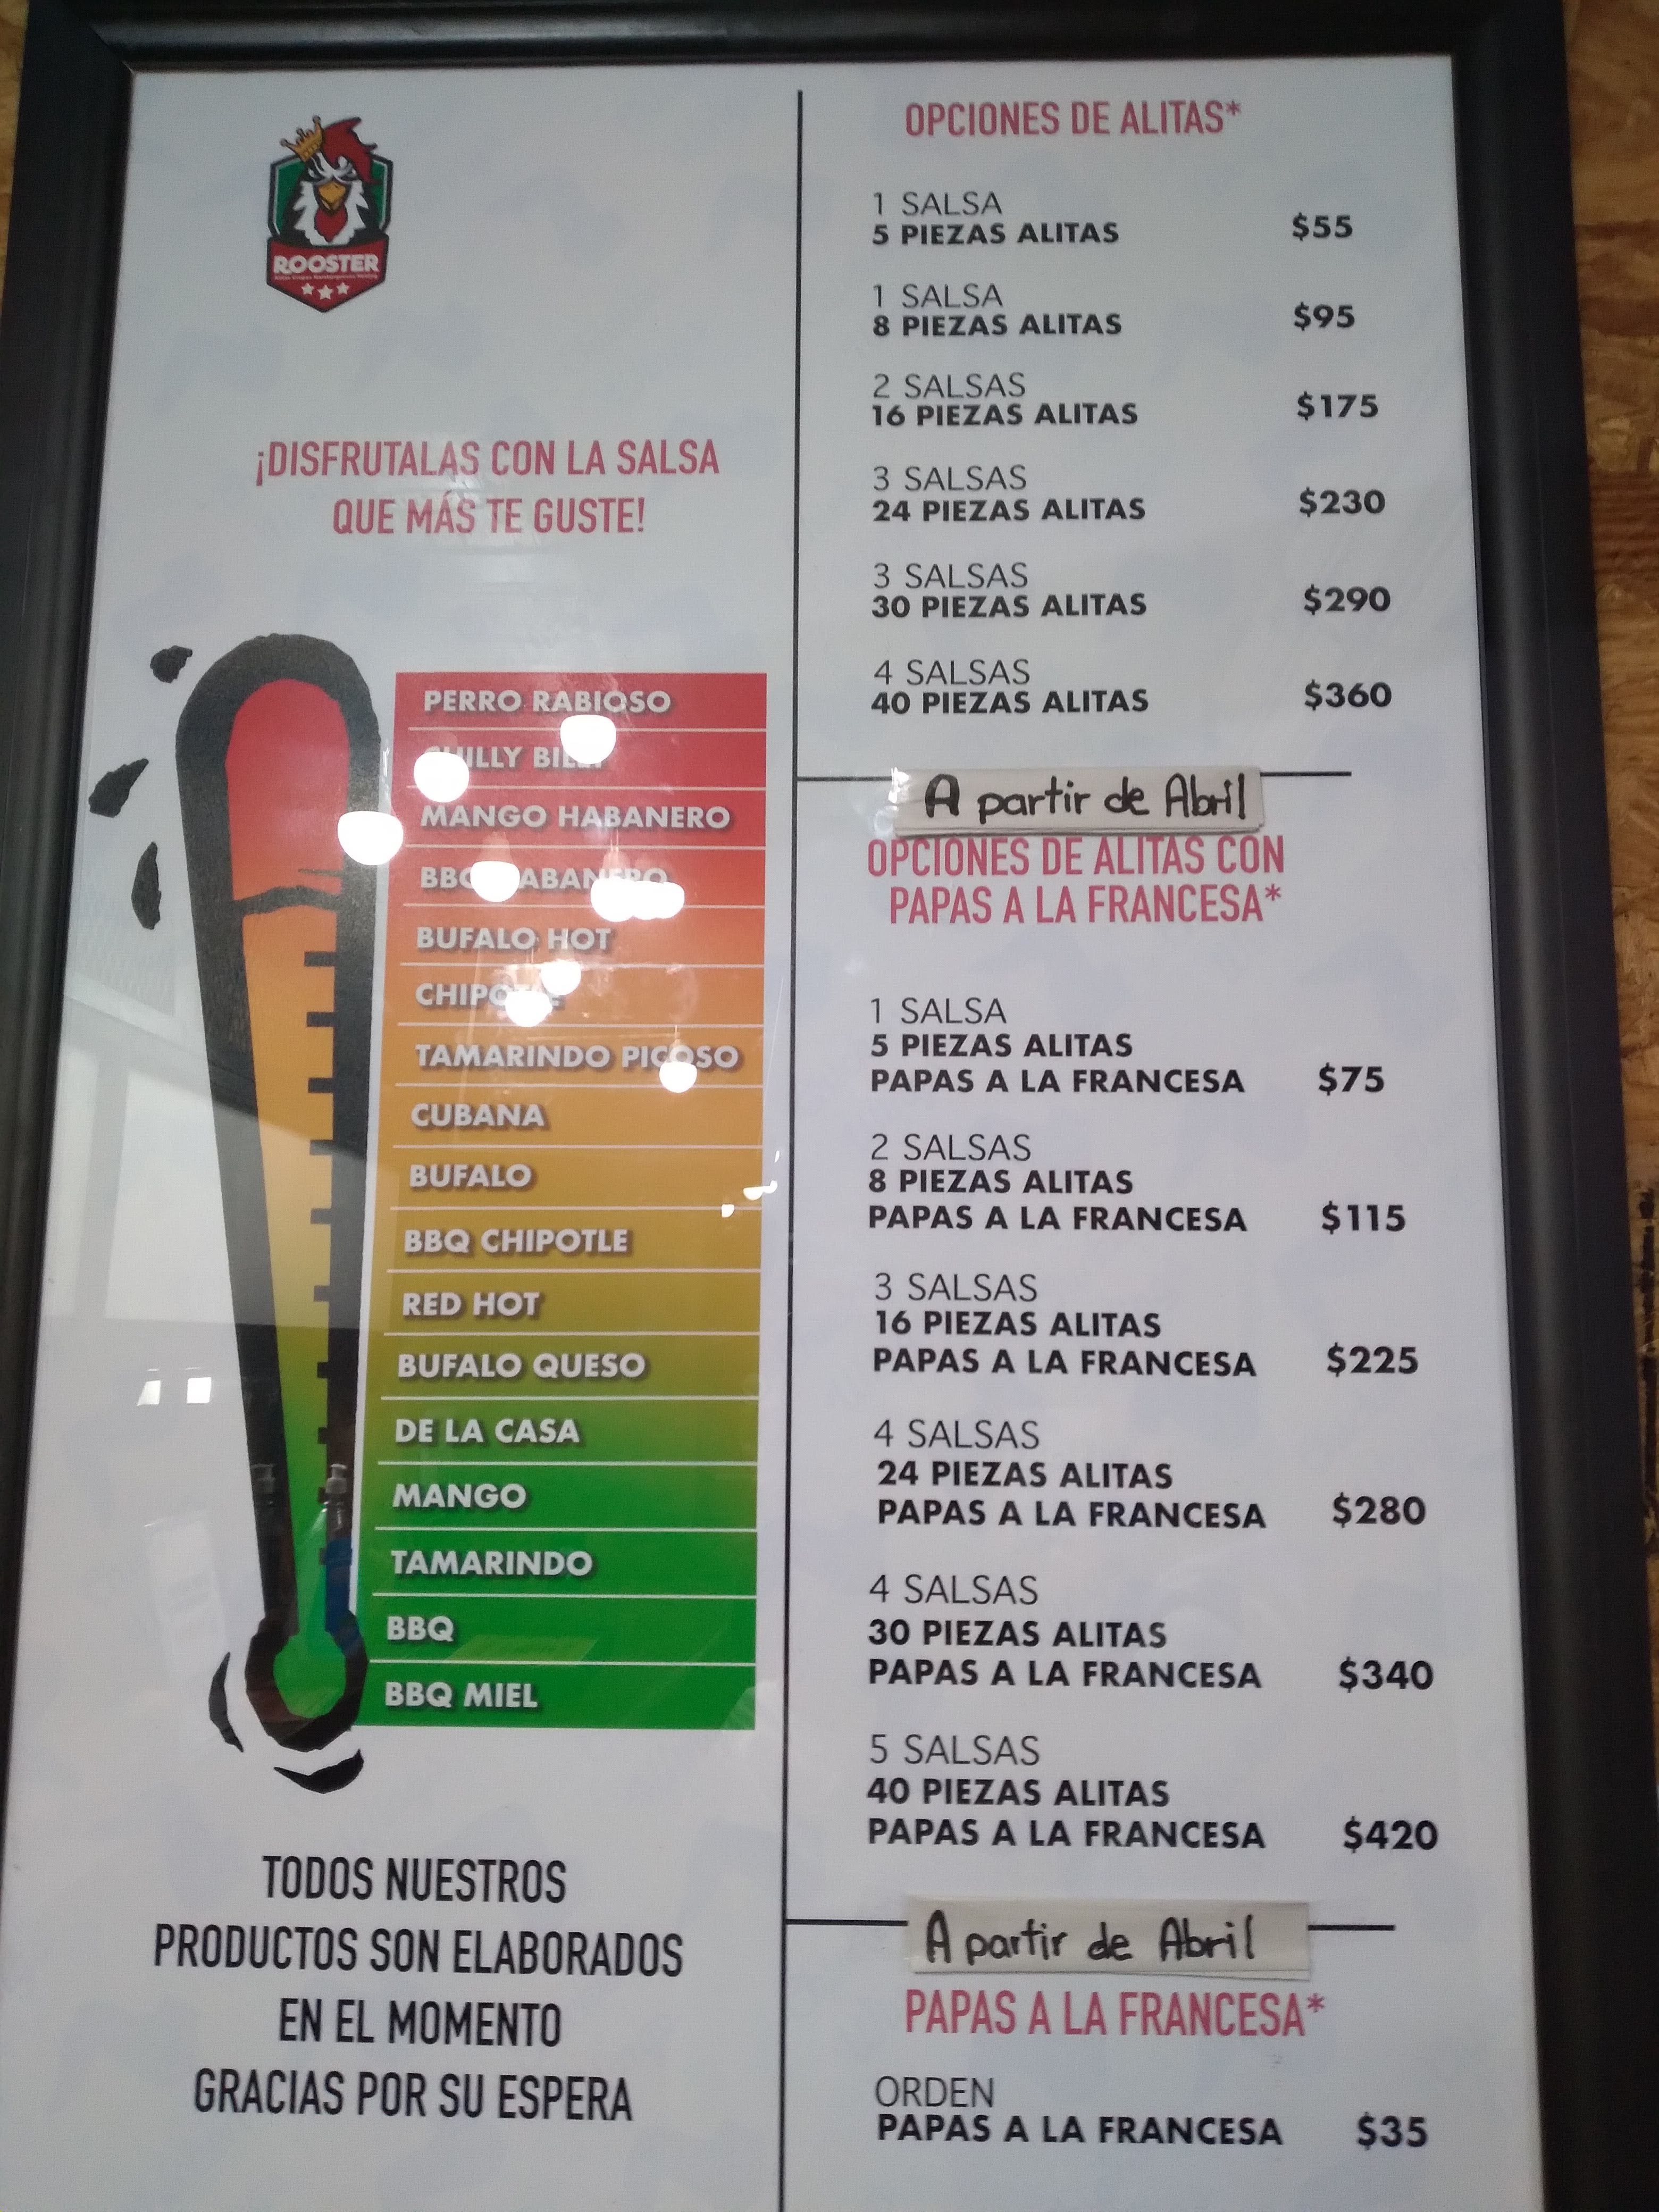 ROOSTER
¡DISFRUTALAS CON LA SALSA
QUE MÁS TE GUSTE!
PERRO RABIOSO
BILLY
MANGO HABANERO
BBQ HABANERO
BUFALO HOT
CHIPOTLE
TAMARINDO PICOSO
CUBANA
BUFALO
BBQ CHIPOTLE
RED HOT
BUFALO QUESO
DE LA CASA
MANGO
TAMARINDO
BBQ
BBQ MIEL
TODOS NUESTROS
PRODUCTOS SON ELABORADOS
EN EL MOMENTO
GRACIAS POR SU ESPERA
OPCIONES DE ALITAS*
1 SALSA
5 PIEZAS ALITAS $55
1 SALSA
8 PIEZAS ALITAS $95
2 SALSAS
16 PIEZAS ALITAS $175
3 SALSAS
24 PIEZAS ALITAS $230
3 SALSAS
30 PIEZAS ALITAS $290
4 SALSAS
40 PIEZAS ALITAS $360
A partir de Abril
OPCIONES DE ALITAS CON
PAPAS A LA FRANCESA*
1 SALSA
5 PIEZAS ALITAS
PAPAS A LA FRANCESA $75
2 SALSAS
8 PIEZAS ALITAS
PAPAS A LA FRANCESA $115
3 SALSAS
16 PIEZAS ALITAS
PAPAS A LA FRANCESA $225
4 SALSAS
24 PIEZAS ALITAS
PAPAS A LA FRANCESA $280
4 SALSAS
30 PIEZAS ALITAS
PAPAS A LA FRANCESA $340
5 SALSAS
40 PIEZAS ALITAS
PAPAS A LA FRANCESA $420
A partir de Abril
PAPAS A LA FRANCESA*
ORDEN
PAPAS A LA FRANCESA $35